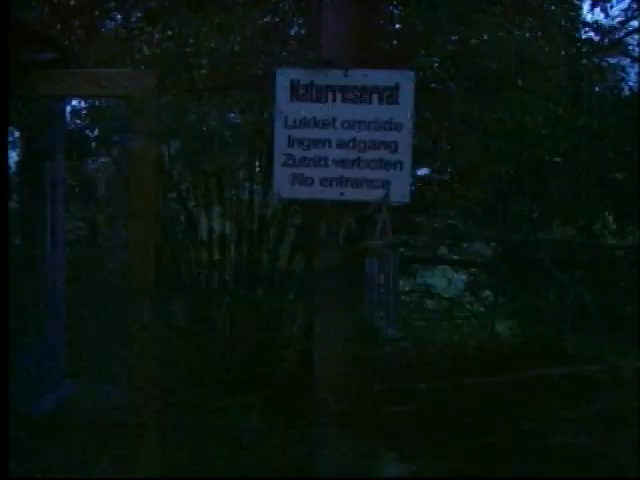 Naturreservat
Lukket område
Ingen adgang
Zutritt verboten
No entrance